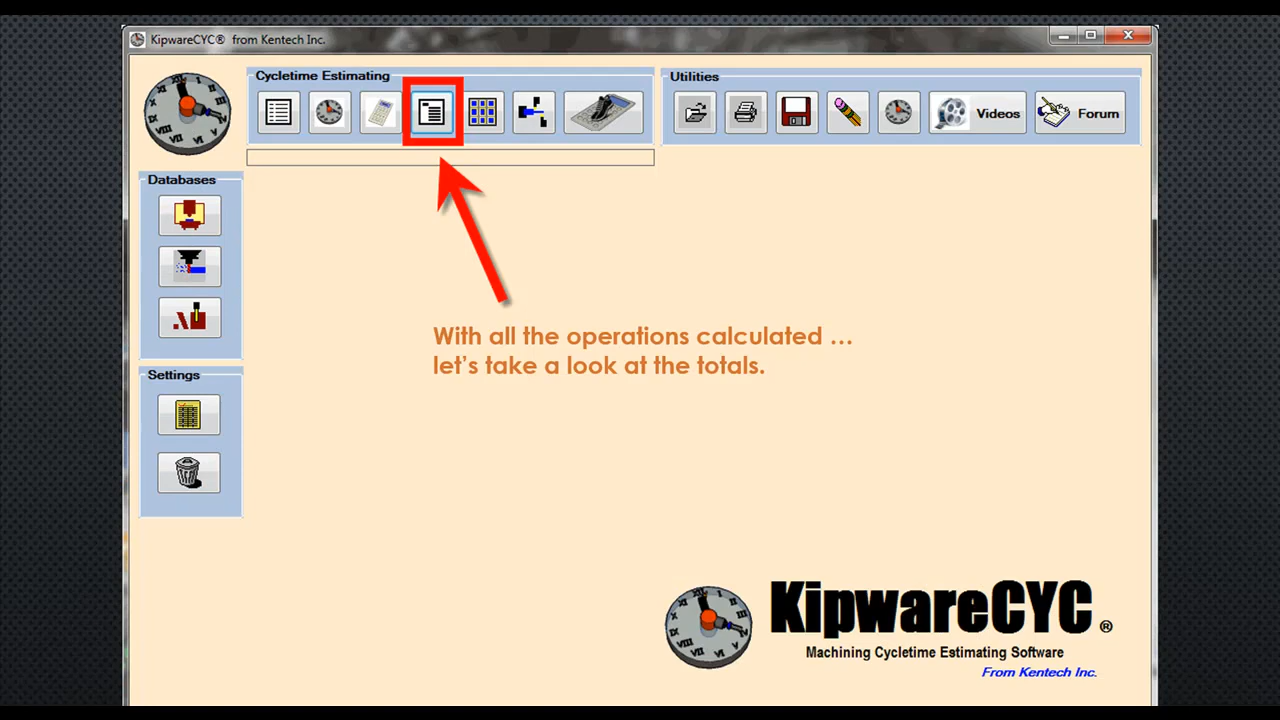 KipwareCYC® from Kentech Inc.
Cycletime Estimating
Utilities
Videos
Forum
Databases
Settings
With all the operations calculated ...
let's take a look at the totals.
KipwareCYC®
Machining Cycletime Estimating Software
From Kentech Inc.